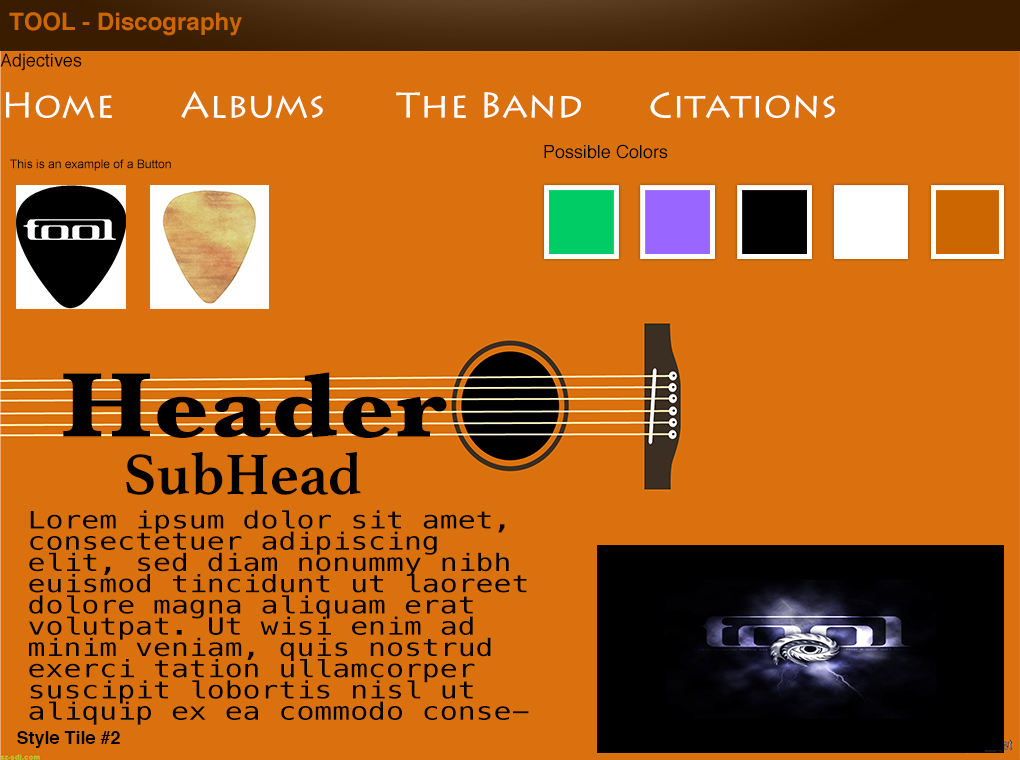 TOOL - Discography
Adjectives
Home Albums The Band Citations
This is an example of a Button
Possible Colors
tool
Header
SubHead
Lorem ipsum dolor sit amet,
consectetuer adipiscing
elit, sed diam nonummy nibh
euismod tincidunt ut laoreet
dolore magna aliquam erat
volutpat. Ut wisi enim ad
minim veniam, quis nostrud
exerci tation ullamcorper
suscipit lobortis nisl ut
aliquip ex ea commodo conse–
tool
Style Tile #2